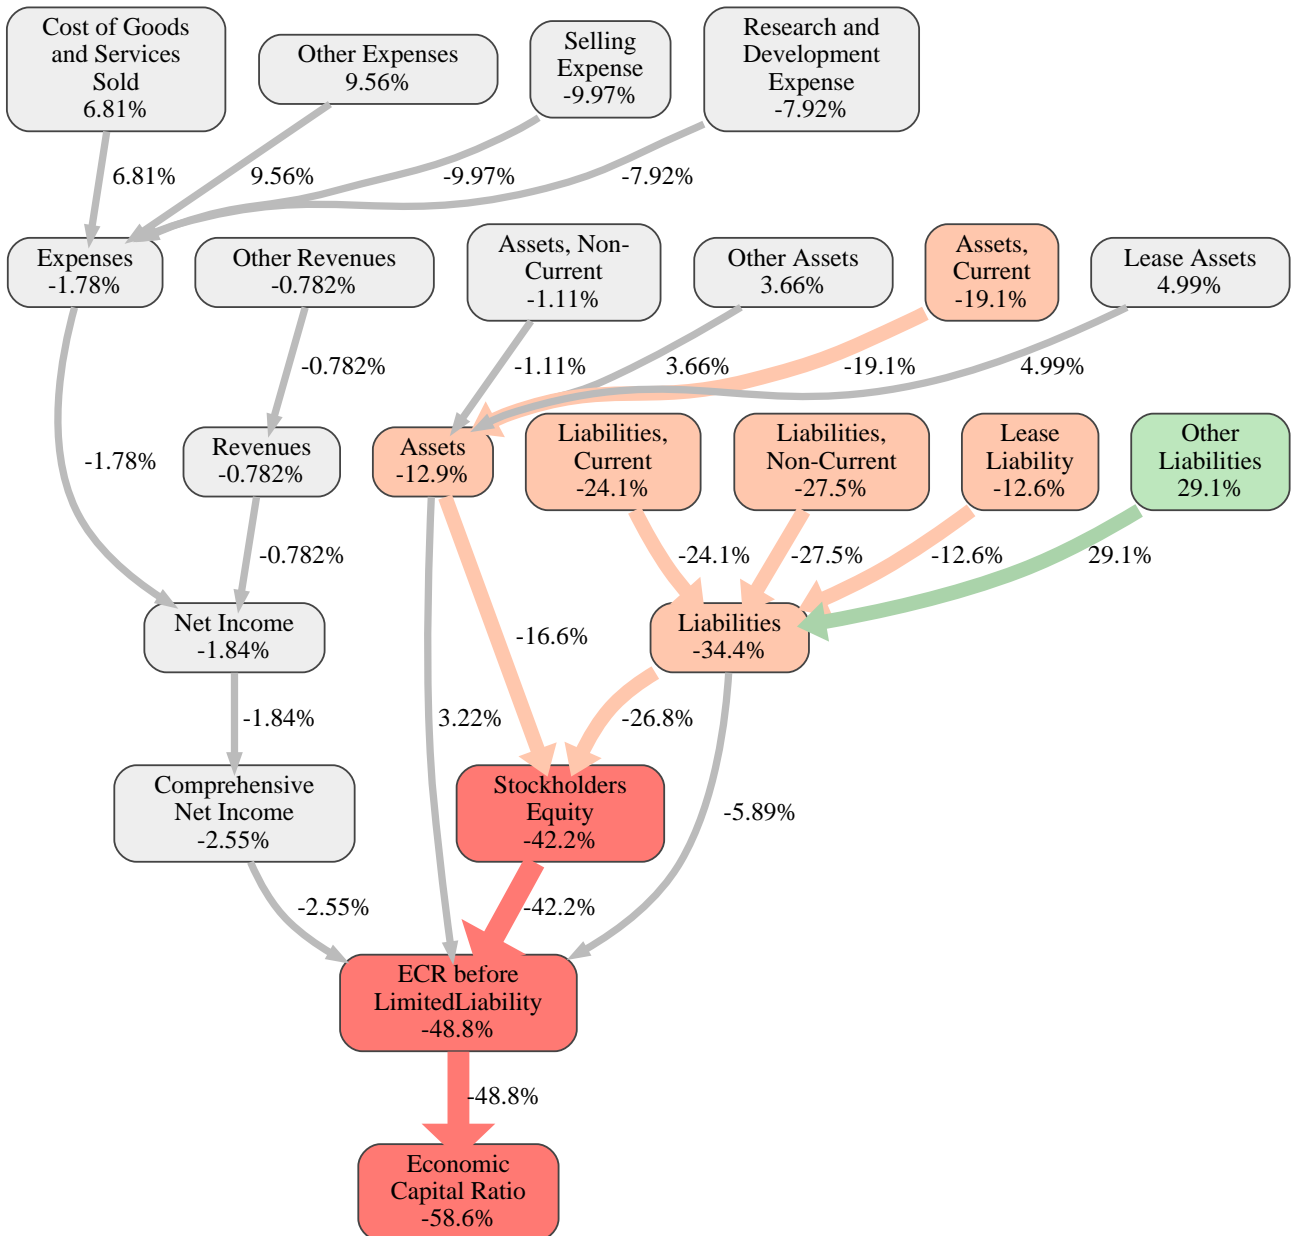 Cost of Goods
and Services
Sold
6.81%
Other Expenses
9.56%
Selling
Expense
-9.97%
Research and
Development
Expense
-7.92%
6.81%
9.56%
-9.97%
-7.92%
Expenses
-1.78%
Other Revenues
-0.782%
Assets, Non-
Current
-1.11%
Other Assets
3.66%
Assets,
Current
-19.1%
Lease Assets
4.99%
-0.782%
-1.11%
3.66%
-19.1%
4.99%
-1.78%
Revenues
-0.782%
Assets
-12.9%
Liabilities,
Current
-24.1%
Liabilities,
Non-Current
-27.5%
Lease
Liability
-12.6%
Other
Liabilities
29.1%
-0.782%
-24.1%
-27.5%
-12.6%
29.1%
Net Income
-1.84%
-16.6%
Liabilities
-34.4%
-1.84%
3.22%
-26.8%
Comprehensive
Net Income
-2.55%
Stockholders
Equity
-42.2%
-5.89%
-2.55%
-42.2%
ECR before
LimitedLiability
-48.8%
-48.8%
Economic
Capital Ratio
-58.6%